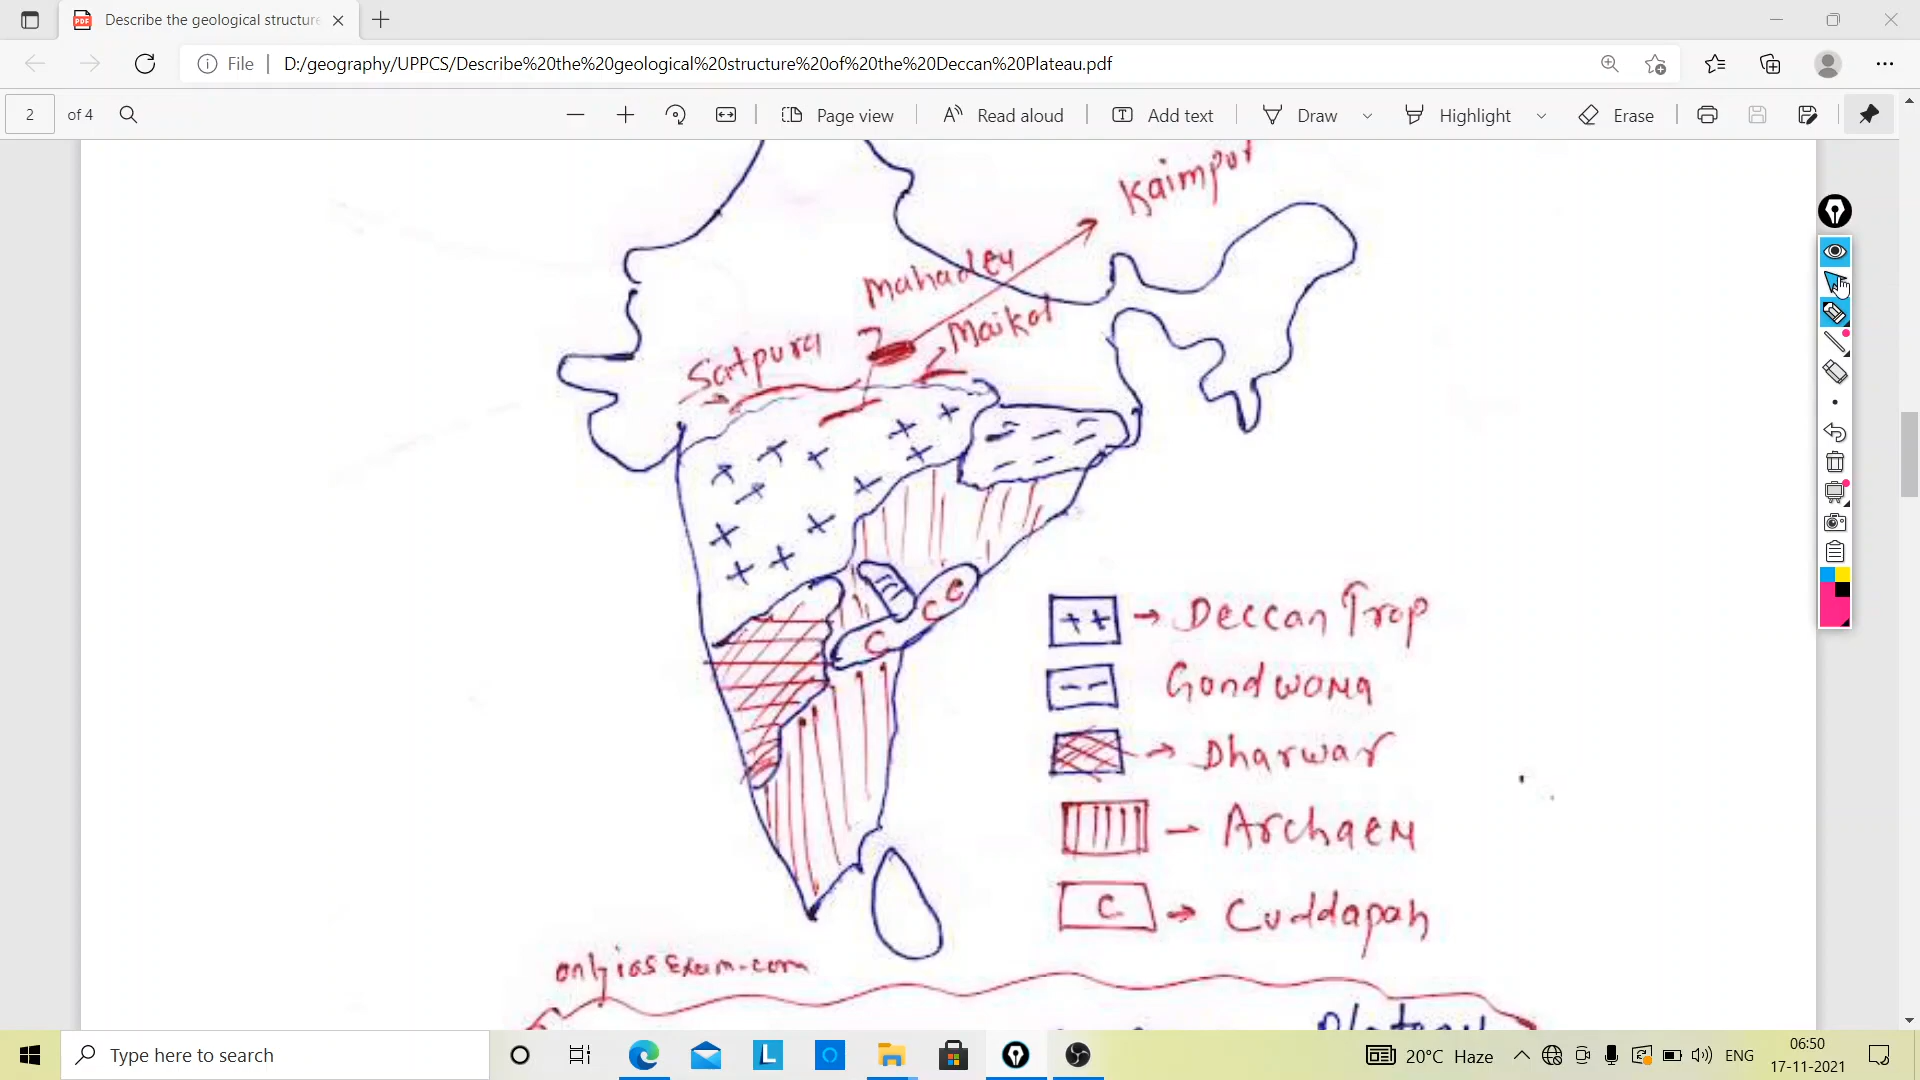 Describe the geological structure
File
D:/geography/UPPCS/Describe%20the%20geological%20structure%20of%20the%20Deccan%20Plateau.pdf
2 of 4
Page view
Read aloud
Add text
Draw
Highlight
Erase
Kaimpur
Mahadev
Maikal
Satpura
C
C
C
++ → Deccan Trap
-- Gondwana
→ Dharwar
- Archaen
C → Cuddapah
onlyiasExam.com
Type here to search
20°C Haze
ENG
06:50
17-11-2021